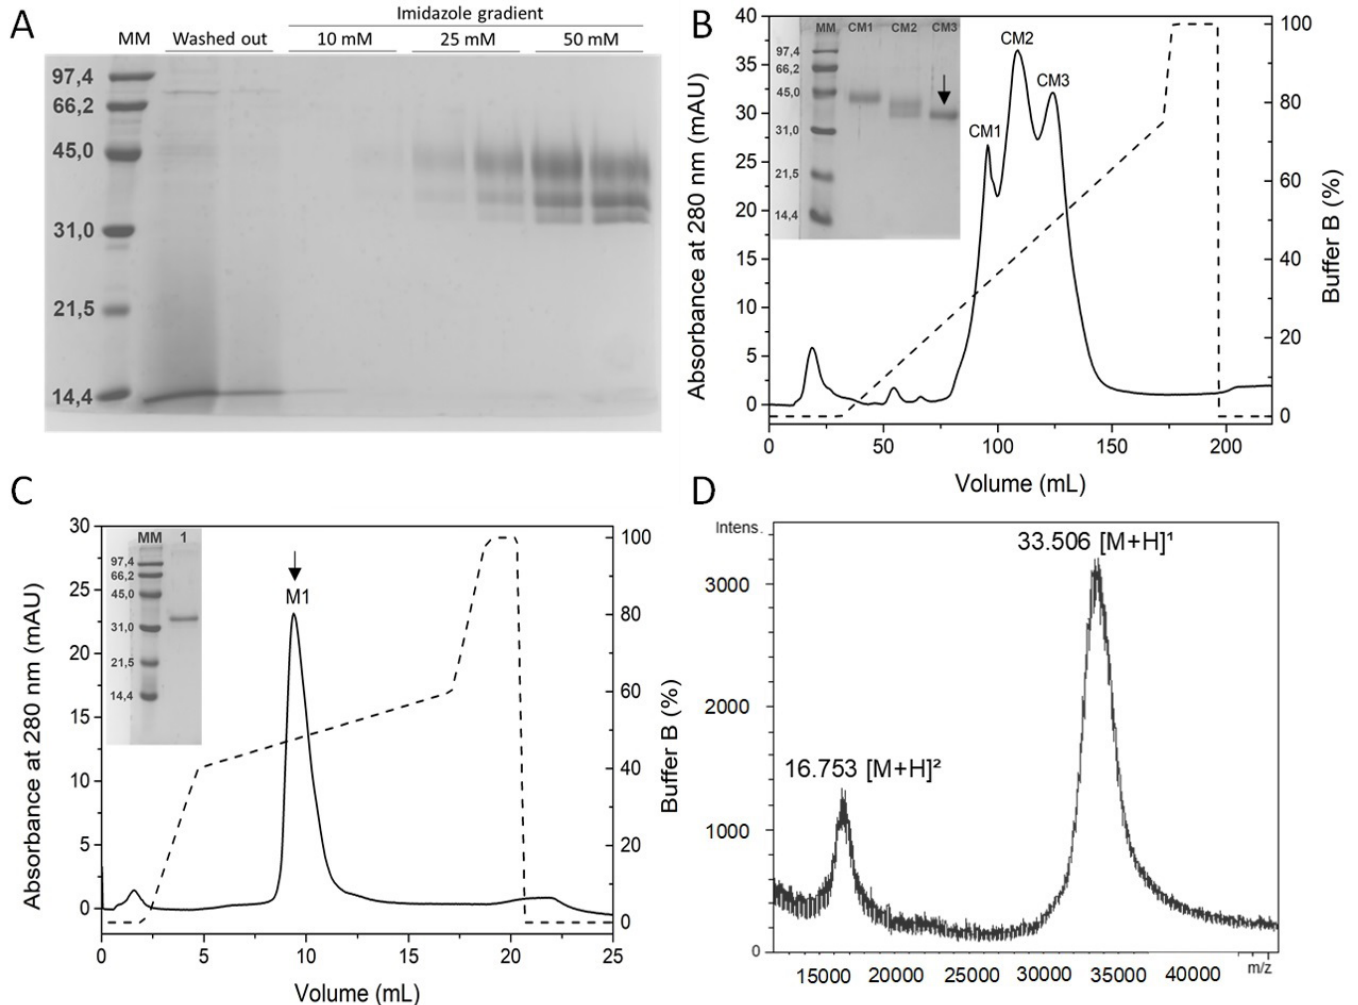 A
Imidazole gradient
MM Washed out 10 mM 25 mM 50 mM
97,4
66,2
45,0
31,0
21,5
14,4
B
40
35
30
25
20
15
10
5
0
Absorbance at 280 nm (mAU)
MM CM1 CM2 CM3
97,4
66,2
45,0
31,0
21,5
14,4
CM1
CM2
CM3
100
80
60
40
20
0
Buffer B (%)
0 50 100 150 200
Volume (mL)
C
30
25
20
15
10
5
0
Absorbance at 280 nm (mAU)
MM 1
97,4
66,2
45,0
31,0
21,5
14,4
M1
100
80
60
40
20
0
Buffer B (%)
0 5 10 15 20 25
Volume (mL)
D
Intens.
3000
2000
1000
0
16.753 [M+H]²
33.506 [M+H]¹
15000 20000 25000 30000 35000 40000 m/z